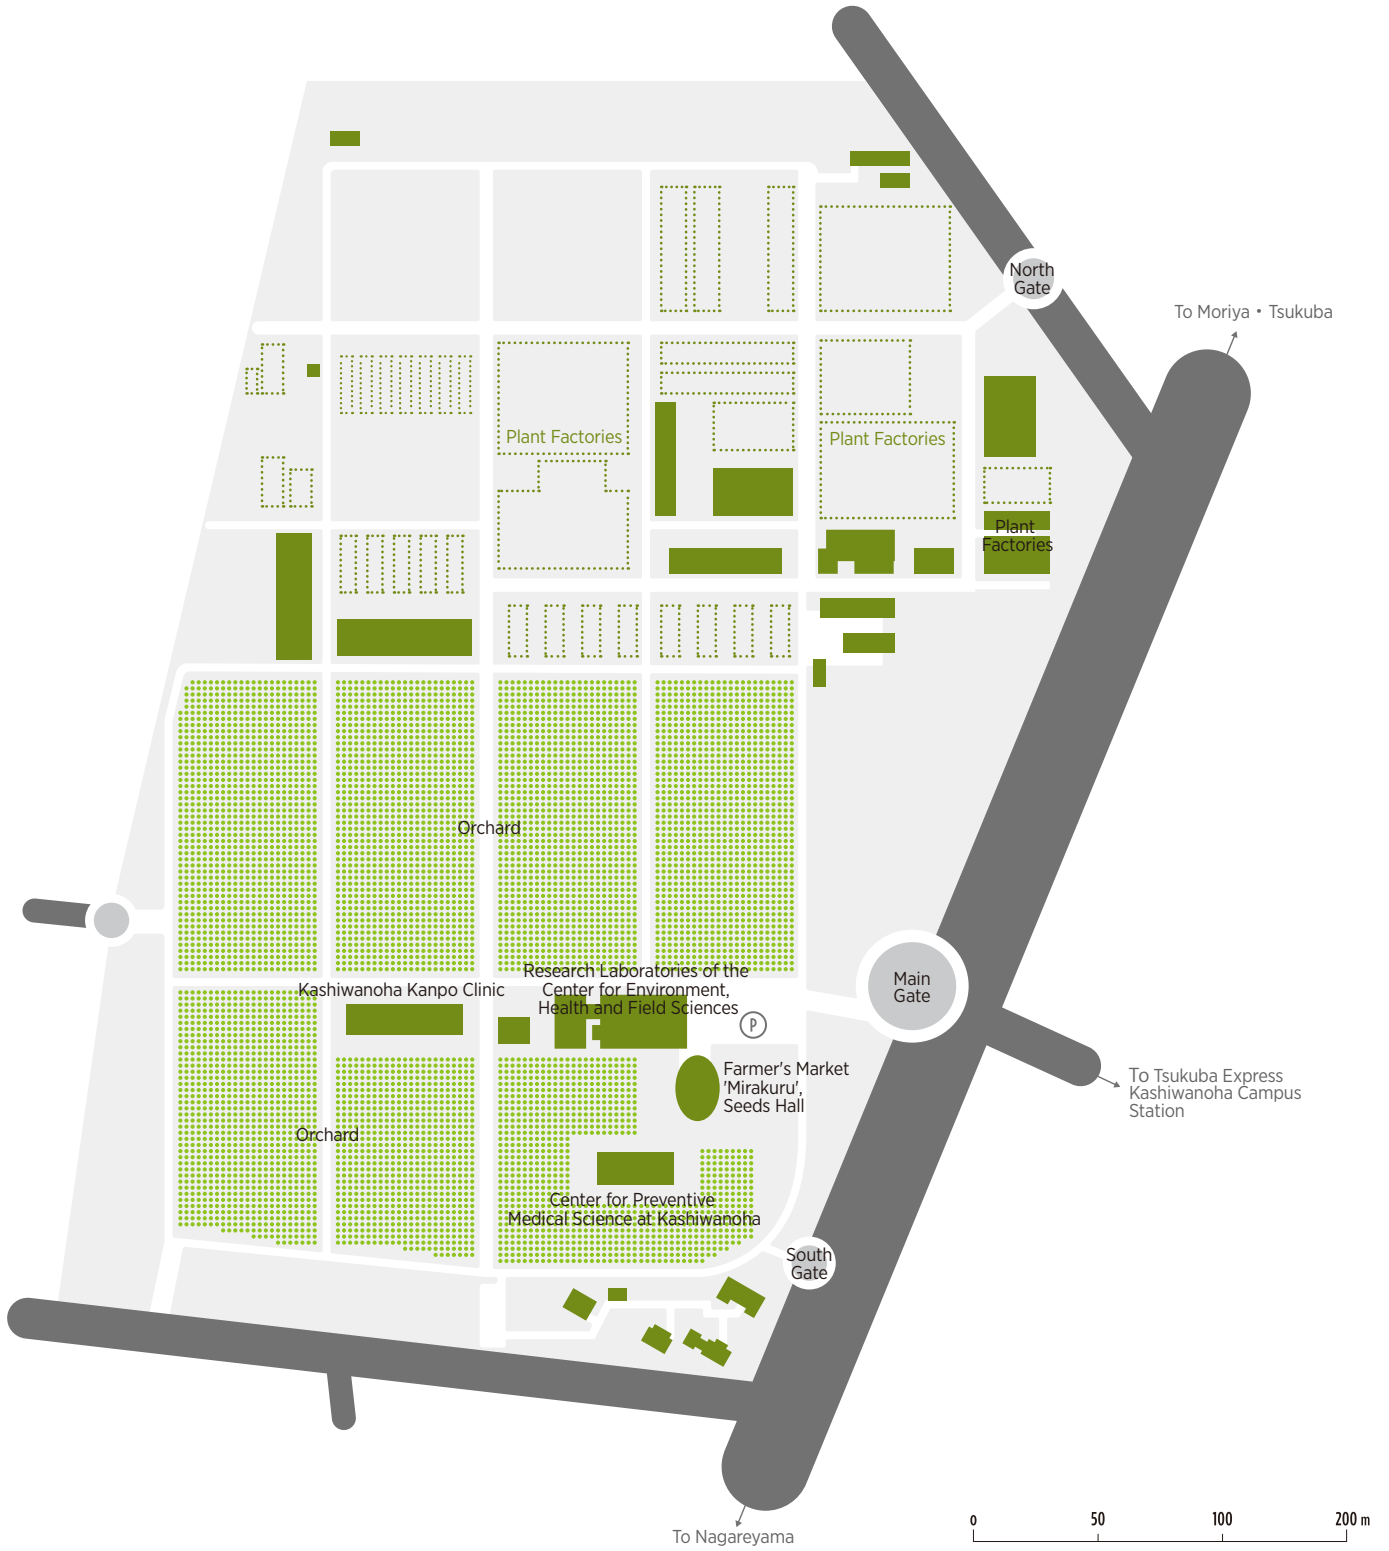 North
Gate
To Moriya・Tsukuba
Plant Factories
Plant Factories
Plant
Factories
Orchard
Research Laboratories of the
Center for Environment,
Health and Field Sciences
Kashiwanoha Kanpo Clinic
Main
Gate
P
Farmer's Market
'Mirakuru',
Seeds Hall
To Tsukuba Express
Kashiwanoha Campus
Station
Orchard
Center for Preventive
Medical Science at Kashiwanoha
South
Gate
To Nagareyama
0 50 100 200 m